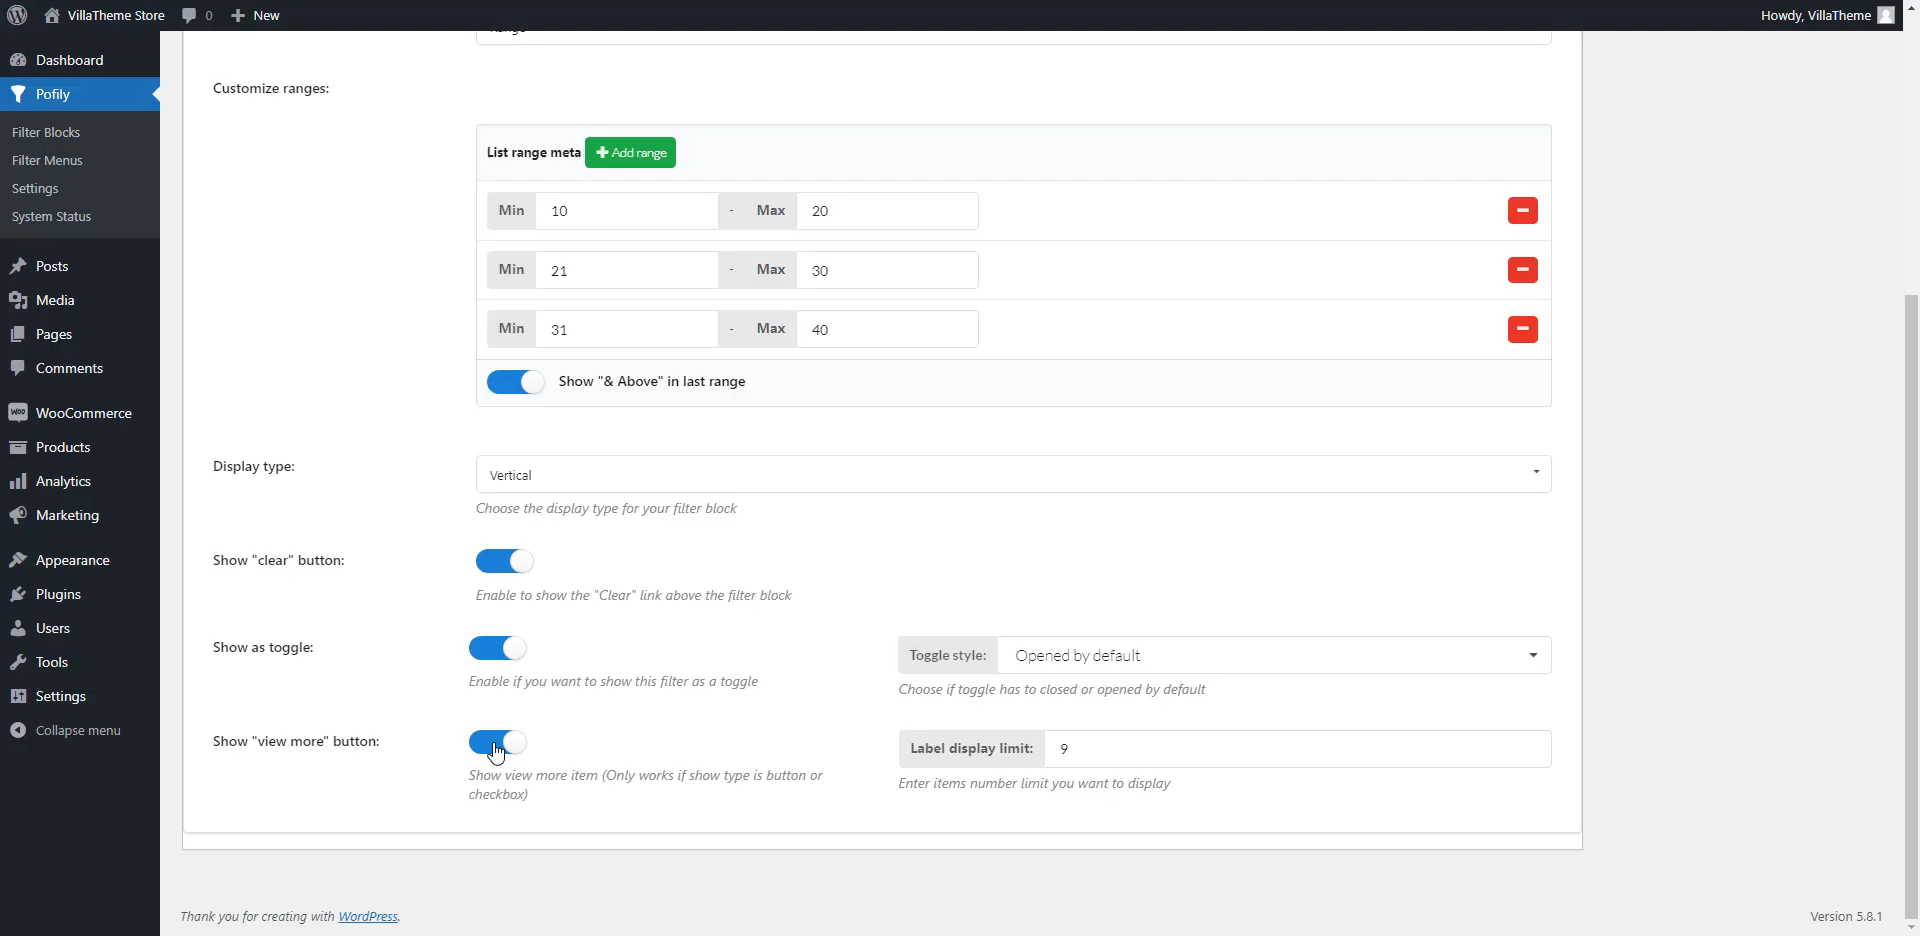 VillaTheme Store 0 New Howdy, VillaTheme
Dashboard
Pofily
Filter Blocks
Filter Menus
Settings
System Status
Posts
Media
Pages
Comments
WooCommerce
Products
Analytics
Marketing
Appearance
Plugins
Users
Tools
Settings
Collapse menu
Range
Customize ranges:
List range meta Add range
Min 10 - Max 20
Min 21 - Max 30
Min 31 - Max 40
Show "& Above" in last range
Display type: Vertical
Choose the display type for your filter block
Show "clear" button:
Enable to show the "Clear" link above the filter block
Show as toggle: Toggle style: Opened by default
Enable if you want to show this filter as a toggle
Choose if toggle has to closed or opened by default
Show "view more" button: Label display limit: 9
Show view more item (Only works if show type is button or
checkbox)
Enter items number limit you want to display
Thank you for creating with WordPress. Version 5.8.1